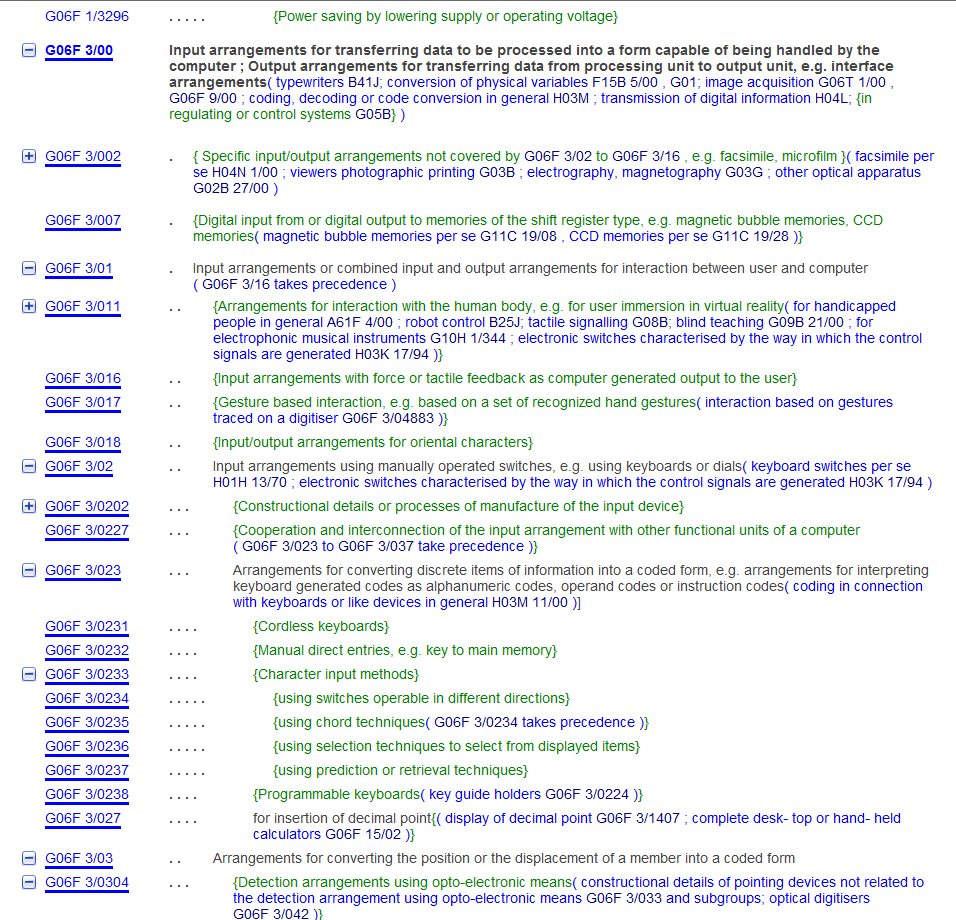 G06F 1/3296 . . . . . {Power saving by lowering supply or operating voltage}
G06F 3/00 Input arrangements for transferring data to be processed into a form capable of being handled by the
computer ; Output arrangements for transferring data from processing unit to output unit, e.g. interface
arrangements( typewriters B41J; conversion of physical variables F15B 5/00 , G01; image acquisition G06T 1/00 ,
G06F 9/00 ; coding, decoding or code conversion in general H03M ; transmission of digital information H04L; {in
regulating or control systems G05B} )
G06F 3/002 . { Specific input/output arrangements not covered by G06F 3/02 to G06F 3/16 , e.g. facsimile, microfilm }( facsimile per
se H04N 1/00 ; viewers photographic printing G03B ; electrography, magnetography G03G ; other optical apparatus
G02B 27/00 )
G06F 3/007 . {Digital input from or digital output to memories of the shift register type, e.g. magnetic bubble memories, CCD
memories( magnetic bubble memories per se G11C 19/08 , CCD memories per se G11C 19/28 )}
G06F 3/01 . Input arrangements or combined input and output arrangements for interaction between user and computer
( G06F 3/16 takes precedence )
G06F 3/011 . . {Arrangements for interaction with the human body, e.g. for user immersion in virtual reality( for handicapped
people in general A61F 4/00 ; robot control B25J; tactile signalling G08B; blind teaching G09B 21/00 ; for
electrophonic musical instruments G10H 1/344 ; electronic switches characterised by the way in which the control
signals are generated H03K 17/94 )}
G06F 3/016 . . {Input arrangements with force or tactile feedback as computer generated output to the user}
G06F 3/017 . . {Gesture based interaction, e.g. based on a set of recognized hand gestures( interaction based on gestures
traced on a digitiser G06F 3/04883 )}
G06F 3/018 . . {Input/output arrangements for oriental characters}
G06F 3/02 . . Input arrangements using manually operated switches, e.g. using keyboards or dials( keyboard switches per se
H01H 13/70 ; electronic switches characterised by the way in which the control signals are generated H03K 17/94 )
G06F 3/0202 . . . {Constructional details or processes of manufacture of the input device}
G06F 3/0227 . . . {Cooperation and interconnection of the input arrangement with other functional units of a computer
( G06F 3/023 to G06F 3/037 take precedence )}
G06F 3/023 . . . Arrangements for converting discrete items of information into a coded form, e.g. arrangements for interpreting
keyboard generated codes as alphanumeric codes, operand codes or instruction codes( coding in connection
with keyboards or like devices in general H03M 11/00 )]
G06F 3/0231 . . . . {Cordless keyboards}
G06F 3/0232 . . . . {Manual direct entries, e.g. key to main memory}
G06F 3/0233 . . . . {Character input methods}
G06F 3/0234 . . . . . {using switches operable in different directions}
G06F 3/0235 . . . . . {using chord techniques( G06F 3/0234 takes precedence )}
G06F 3/0236 . . . . . {using selection techniques to select from displayed items}
G06F 3/0237 . . . . . {using prediction or retrieval techniques}
G06F 3/0238 . . . . {Programmable keyboards( key guide holders G06F 3/0224 )}
G06F 3/027 . . . . for insertion of decimal point{( display of decimal point G06F 3/1407 ; complete desk- top or hand- held
calculators G06F 15/02 )}
G06F 3/03 . . Arrangements for converting the position or the displacement of a member into a coded form
G06F 3/0304 . . . {Detection arrangements using opto-electronic means( constructional details of pointing devices not related to
the detection arrangement using opto-electronic means G06F 3/033 and subgroups; optical digitisers
G06F 3/042 )}